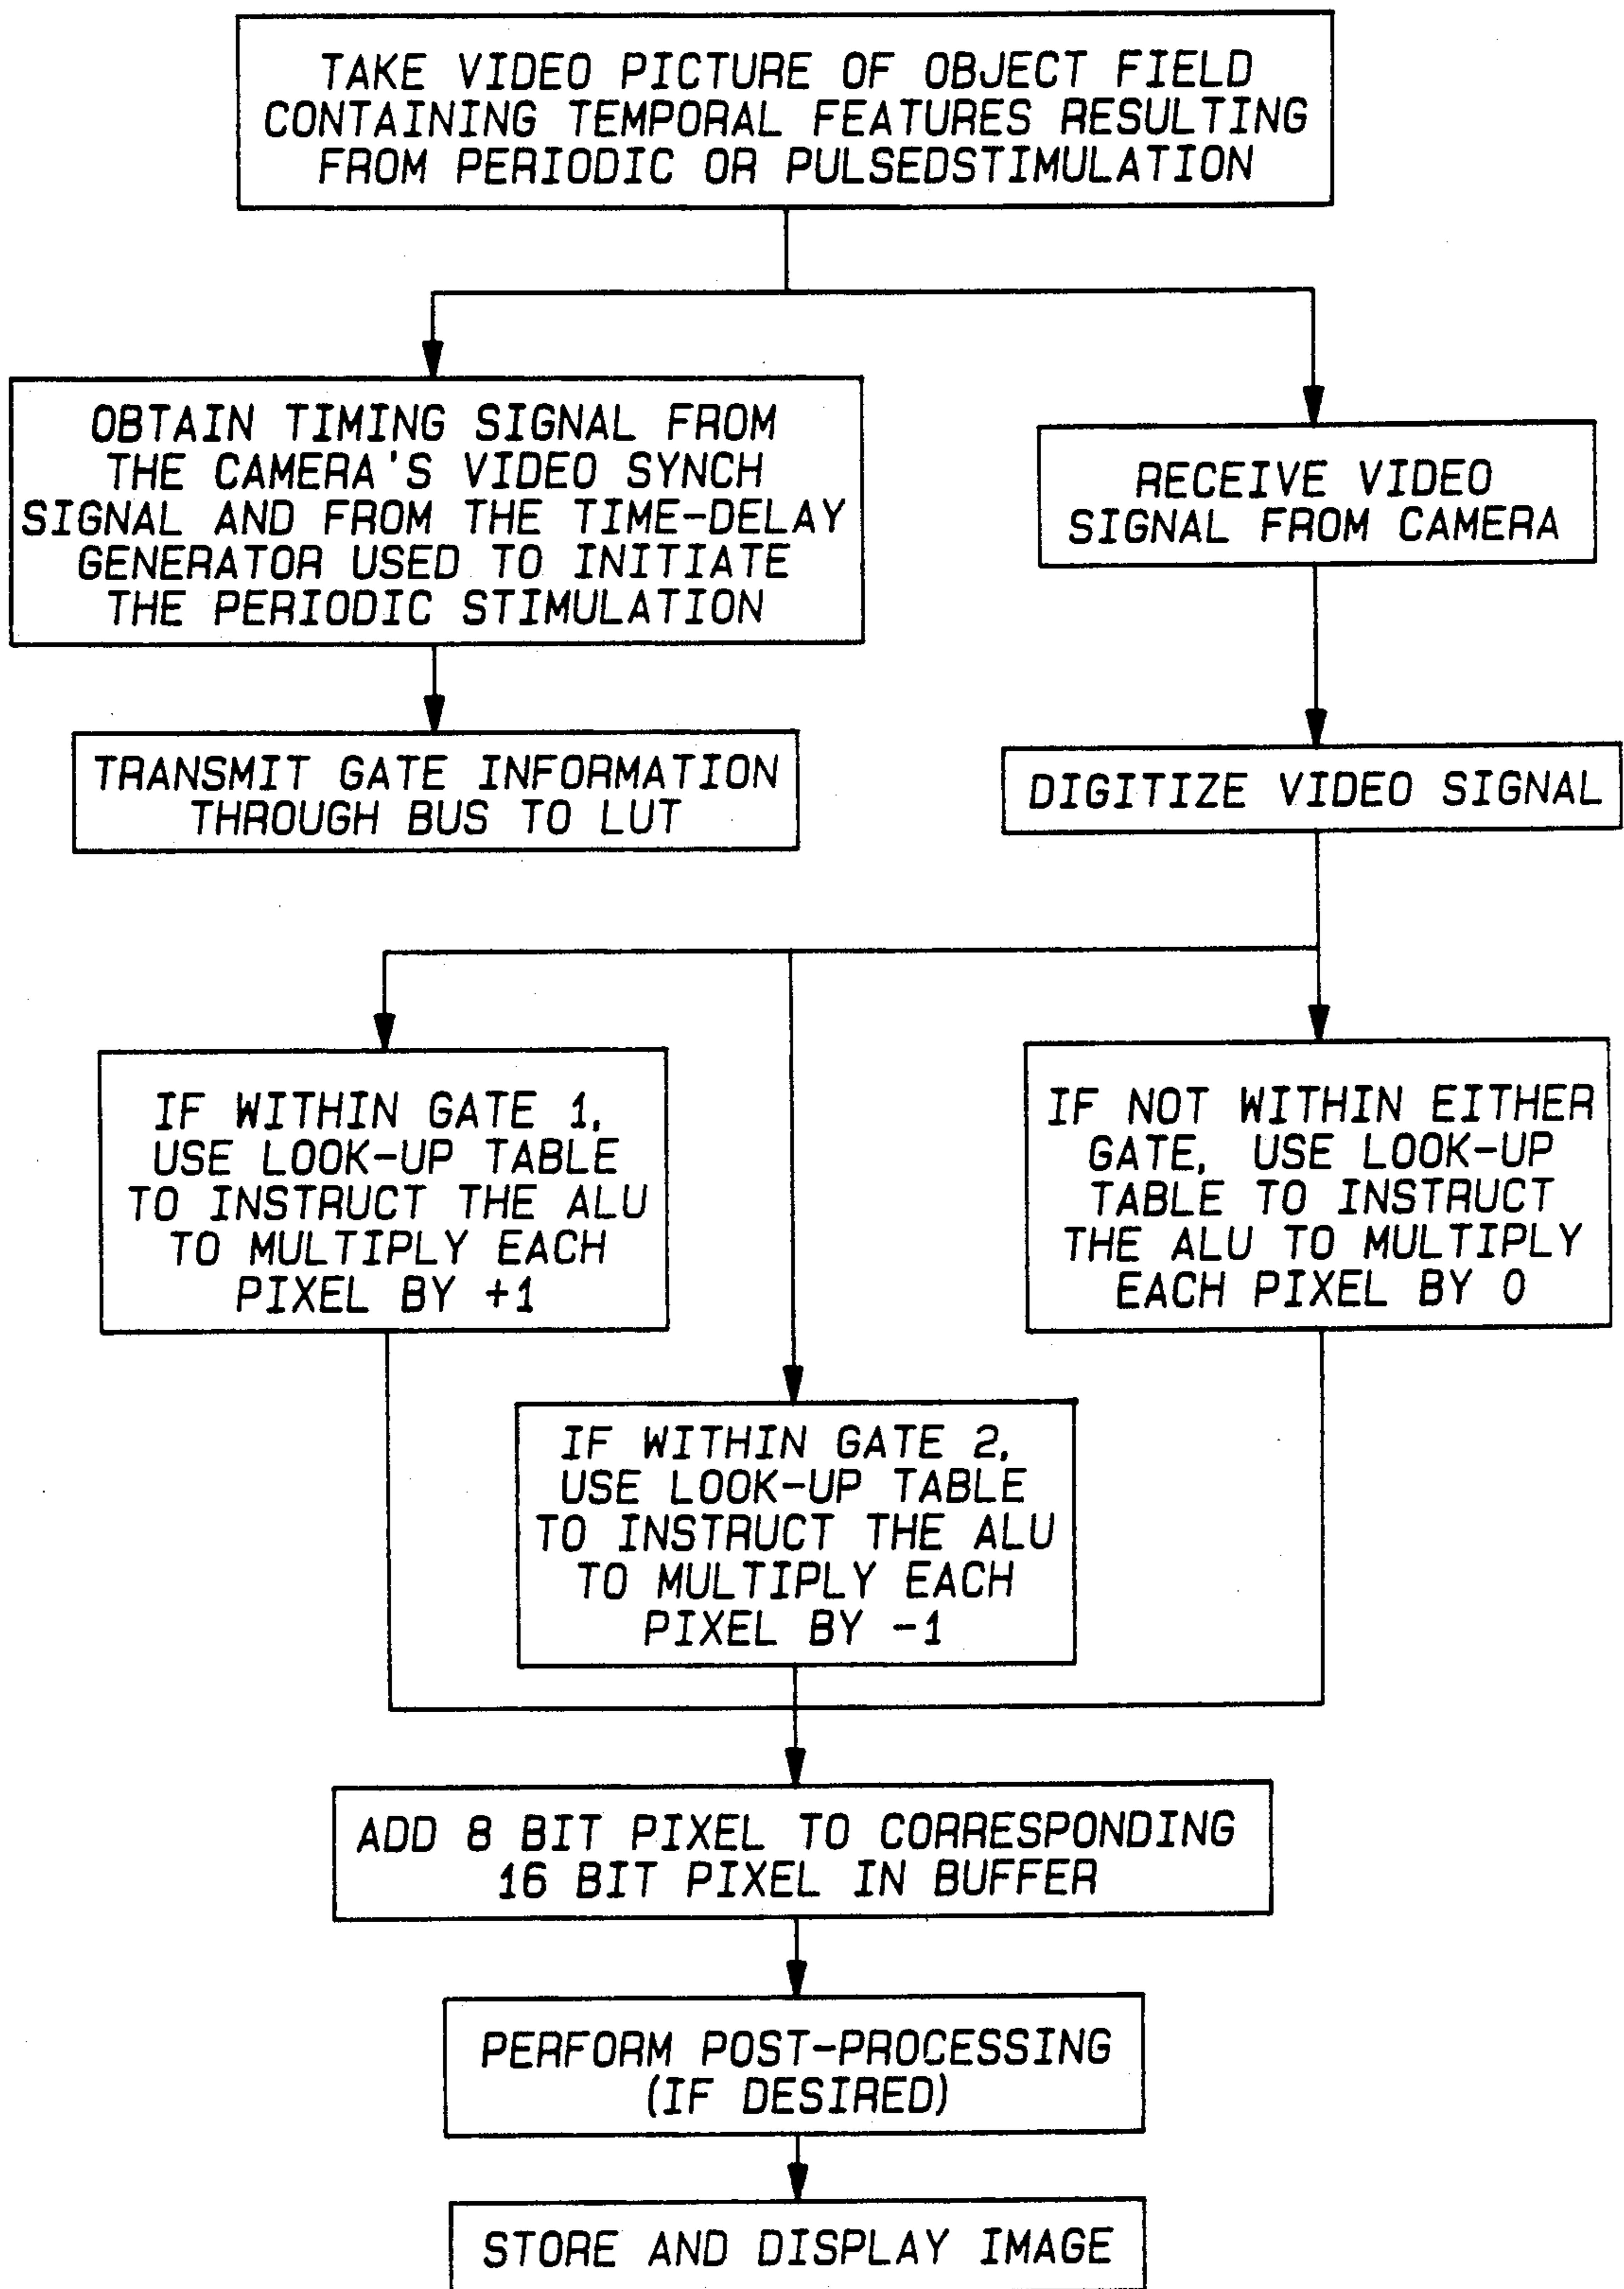 TAKE VIDEO PICTURE OF OBJECT FIELD
CONTAINING TEMPORAL FEATURES RESULTING
FROM PERIODIC OR PULSEDSTIMULATION
OBTAIN TIMING SIGNAL FROM
THE CAMERA'S VIDEO SYNCH
SIGNAL AND FROM THE TIME-DELAY
GENERATOR USED TO INITIATE
THE PERIODIC STIMULATION
RECEIVE VIDEO
SIGNAL FROM CAMERA
TRANSMIT GATE INFORMATION
THROUGH BUS TO LUT
DIGITIZE VIDEO SIGNAL
IF WITHIN GATE 1,
USE LOOK-UP TABLE
TO INSTRUCT THE ALU
TO MULTIPLY EACH
PIXEL BY +1
IF NOT WITHIN EITHER
GATE, USE LOOK-UP
TABLE TO INSTRUCT
THE ALU TO MULTIPLY
EACH PIXEL BY 0
IF WITHIN GATE 2,
USE LOOK-UP TABLE
TO INSTRUCT THE ALU
TO MULTIPLY EACH
PIXEL BY -1
ADD 8 BIT PIXEL TO CORRESPONDING
16 BIT PIXEL IN BUFFER
PERFORM POST-PROCESSING
(IF DESIRED)
STORE AND DISPLAY IMAGE